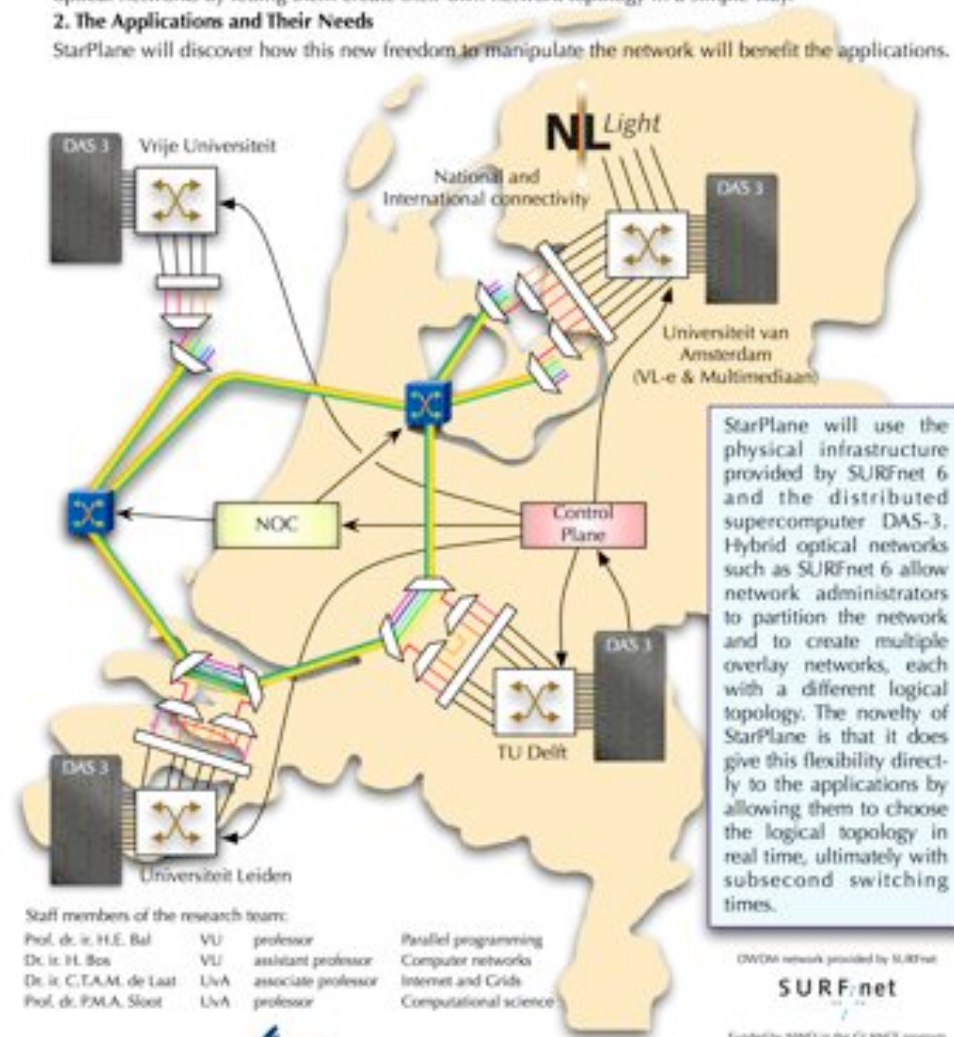 2. The Applications and Their Needs
StarPlane will discover how this new freedom to manipulate the network will benefit the applications.
DAS 3
Vrije Universiteit
NL Light
National and
International connectivity
DAS 3
Universiteit van
Amsterdam
(VL-e & Multimediaan)
NOC
Control
Plane
DAS 3
TU Delft
DAS 3
Universiteit Leiden
StarPlane will use the
physical infrastructure
provided by SURFnet 6
and the distributed
supercomputer DAS-3.
Hybrid optical networks
such as SURFnet 6 allow
network administrators
to partition the network
and to create multiple
overlay networks, each
with a different logical
topology. The novelty of
StarPlane is that it does
give this flexibility direct-
ly to the applications by
allowing them to choose
the logical topology in
real time, ultimately with
subsecond switching
times.
Staff members of the research team:
Prof. dr. ir. H.E. Bal VU professor Parallel programming
Dr. ir. H. Bos VU assistant professor Computer networks
Dr. ir. C.T.A.M. de Laat UvA associate professor Internet and Grids
Prof. dr. P.M.A. Sloot UvA professor Computational science
DWDM network provided by SURFnet
SURFnet